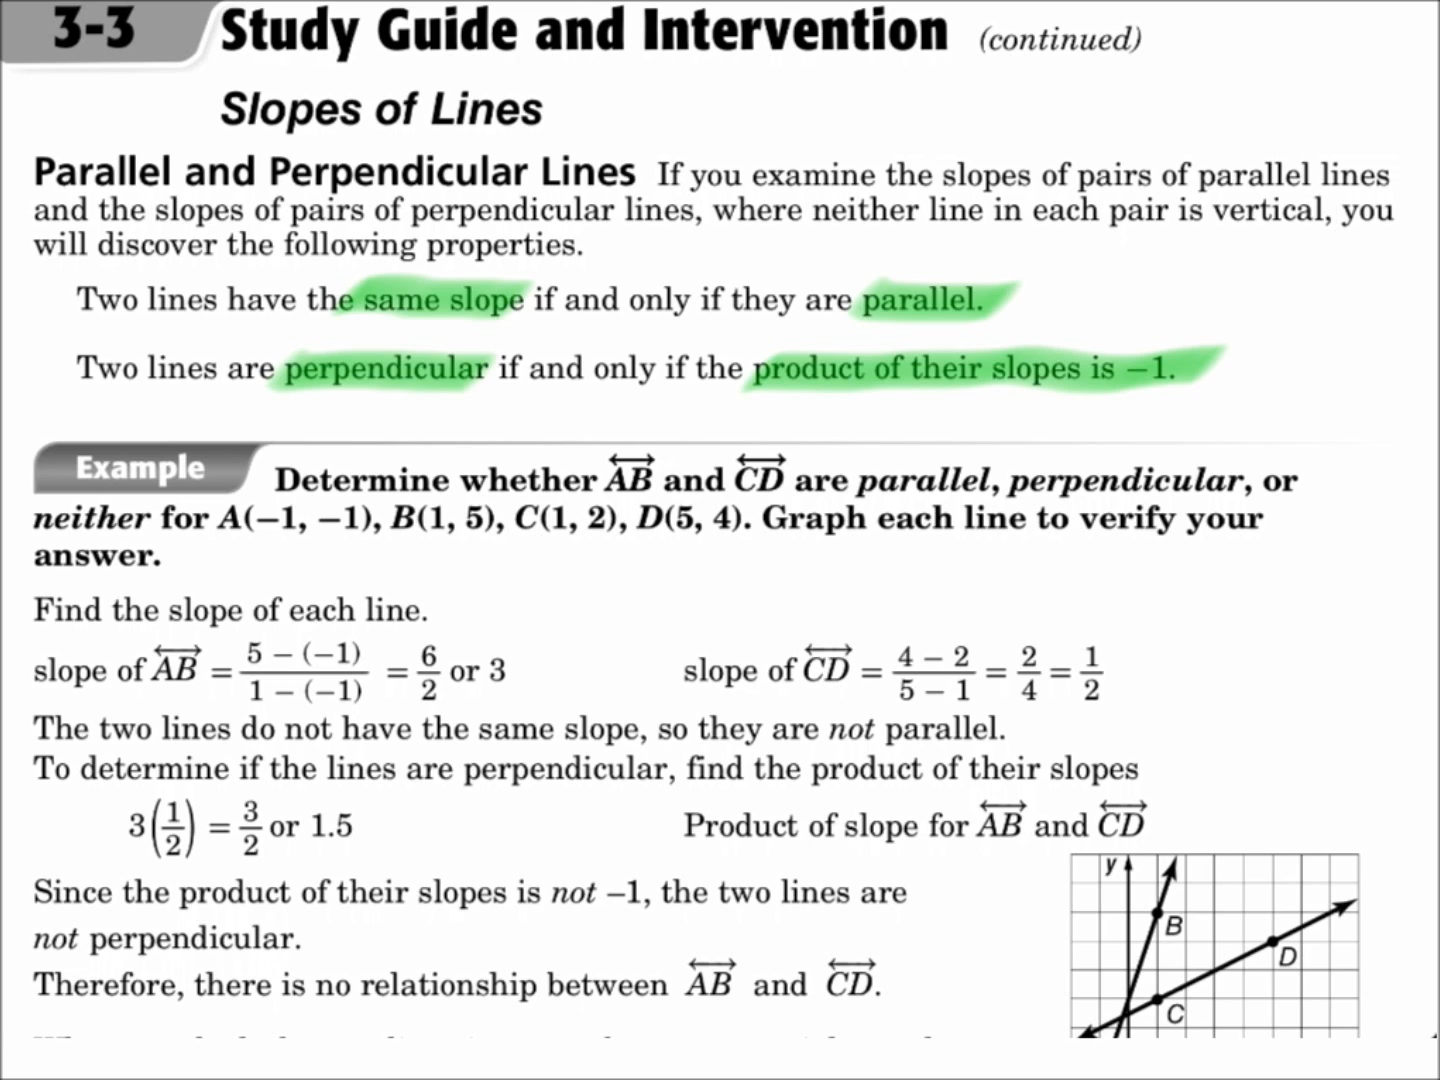 3-3 Study Guide and Intervention (continued)
Slopes of Lines
Parallel and Perpendicular Lines If you examine the slopes of pairs of parallel lines
and the slopes of pairs of perpendicular lines, where neither line in each pair is vertical, you
will discover the following properties.
Two lines have the same slope if and only if they are parallel.
Two lines are perpendicular if and only if the product of their slopes is −1.
Example Determine whether AB and CD are parallel, perpendicular, or
neither for A(−1, −1), B(1, 5), C(1, 2), D(5, 4). Graph each line to verify your
answer.
Find the slope of each line.
slope of AB = (5 − (−1))/(1 − (−1)) = 6/2 or 3 slope of CD = (4 − 2)/(5 − 1) = 2/4 = 1/2
The two lines do not have the same slope, so they are not parallel.
To determine if the lines are perpendicular, find the product of their slopes
3(1/2) = 3/2 or 1.5 Product of slope for AB and CD
Since the product of their slopes is not –1, the two lines are
not perpendicular.
Therefore, there is no relationship between AB and CD.
y
B
D
C